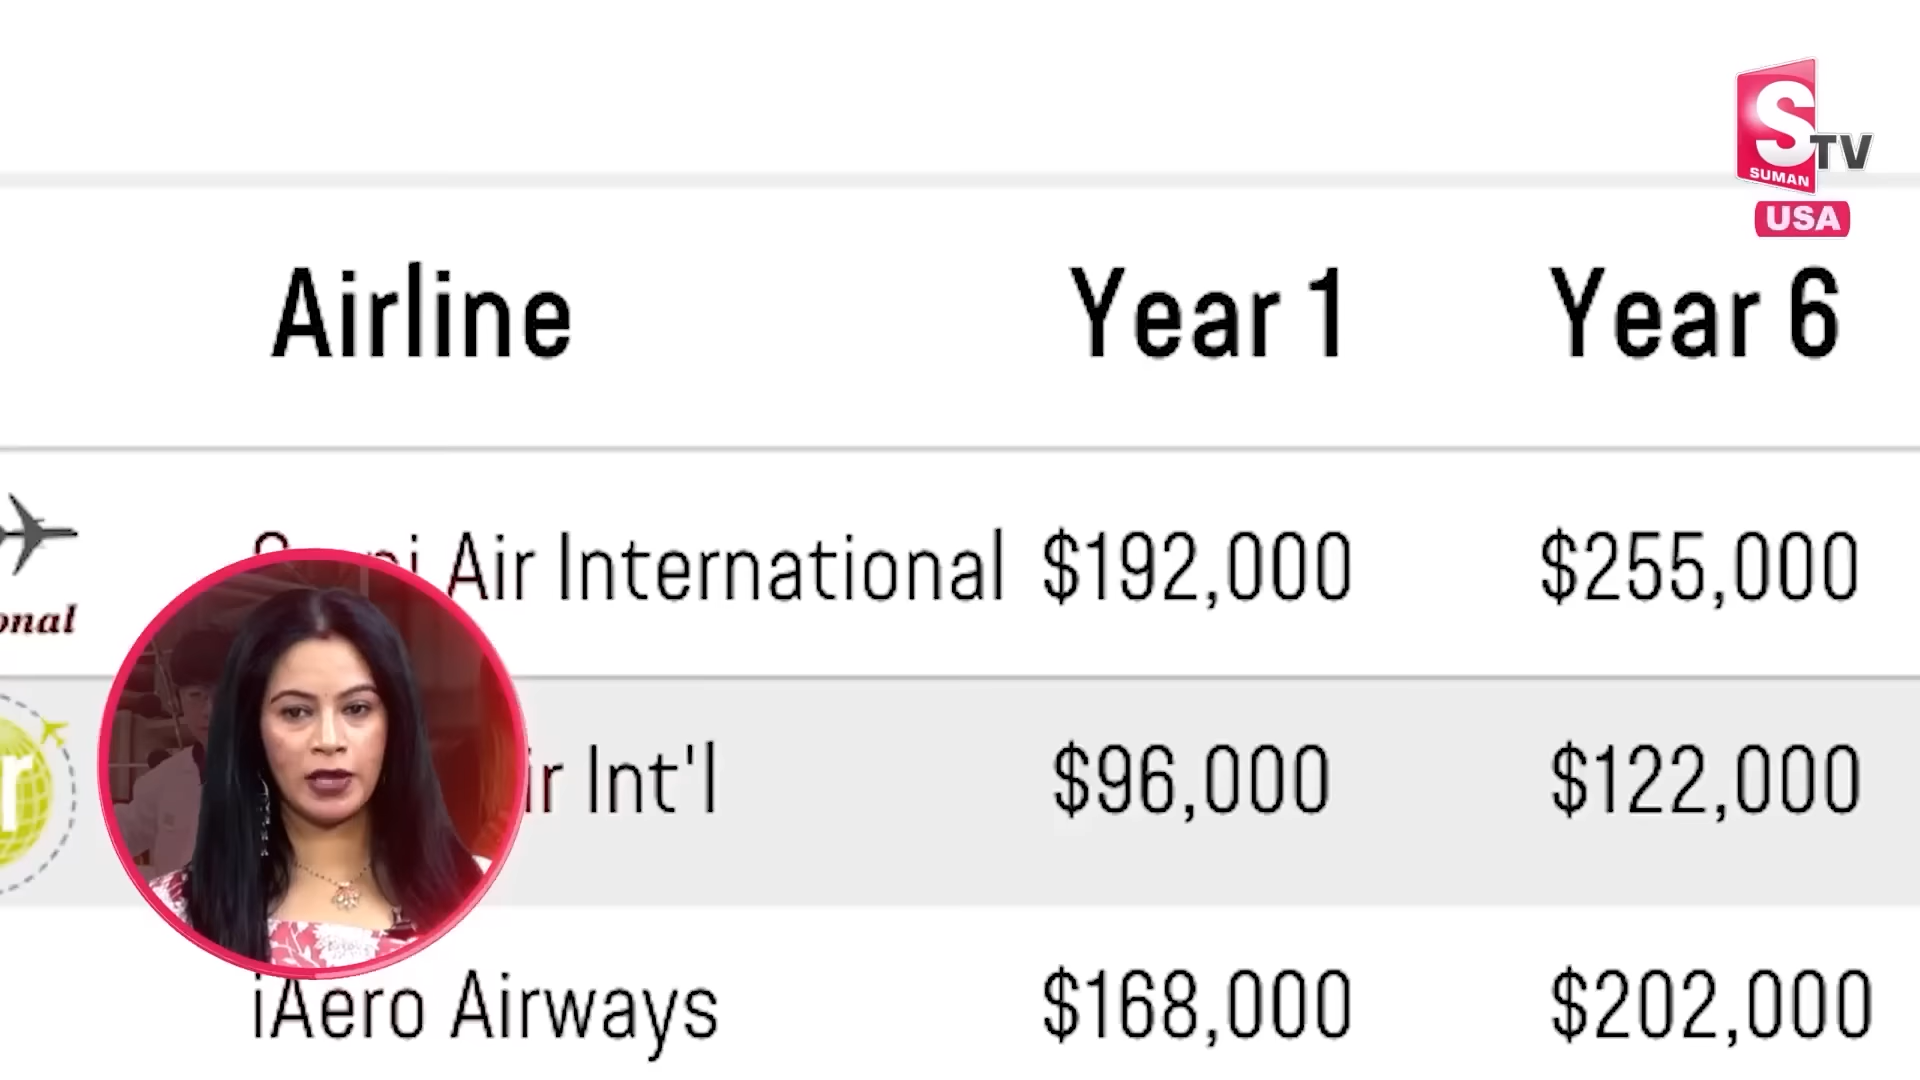 S TV
SUMAN
USA
Airline Year 1 Year 6
Air International $192,000 $255,000
onal
r
Int'l $96,000 $122,000
iAero Airways $168,000 $202,000